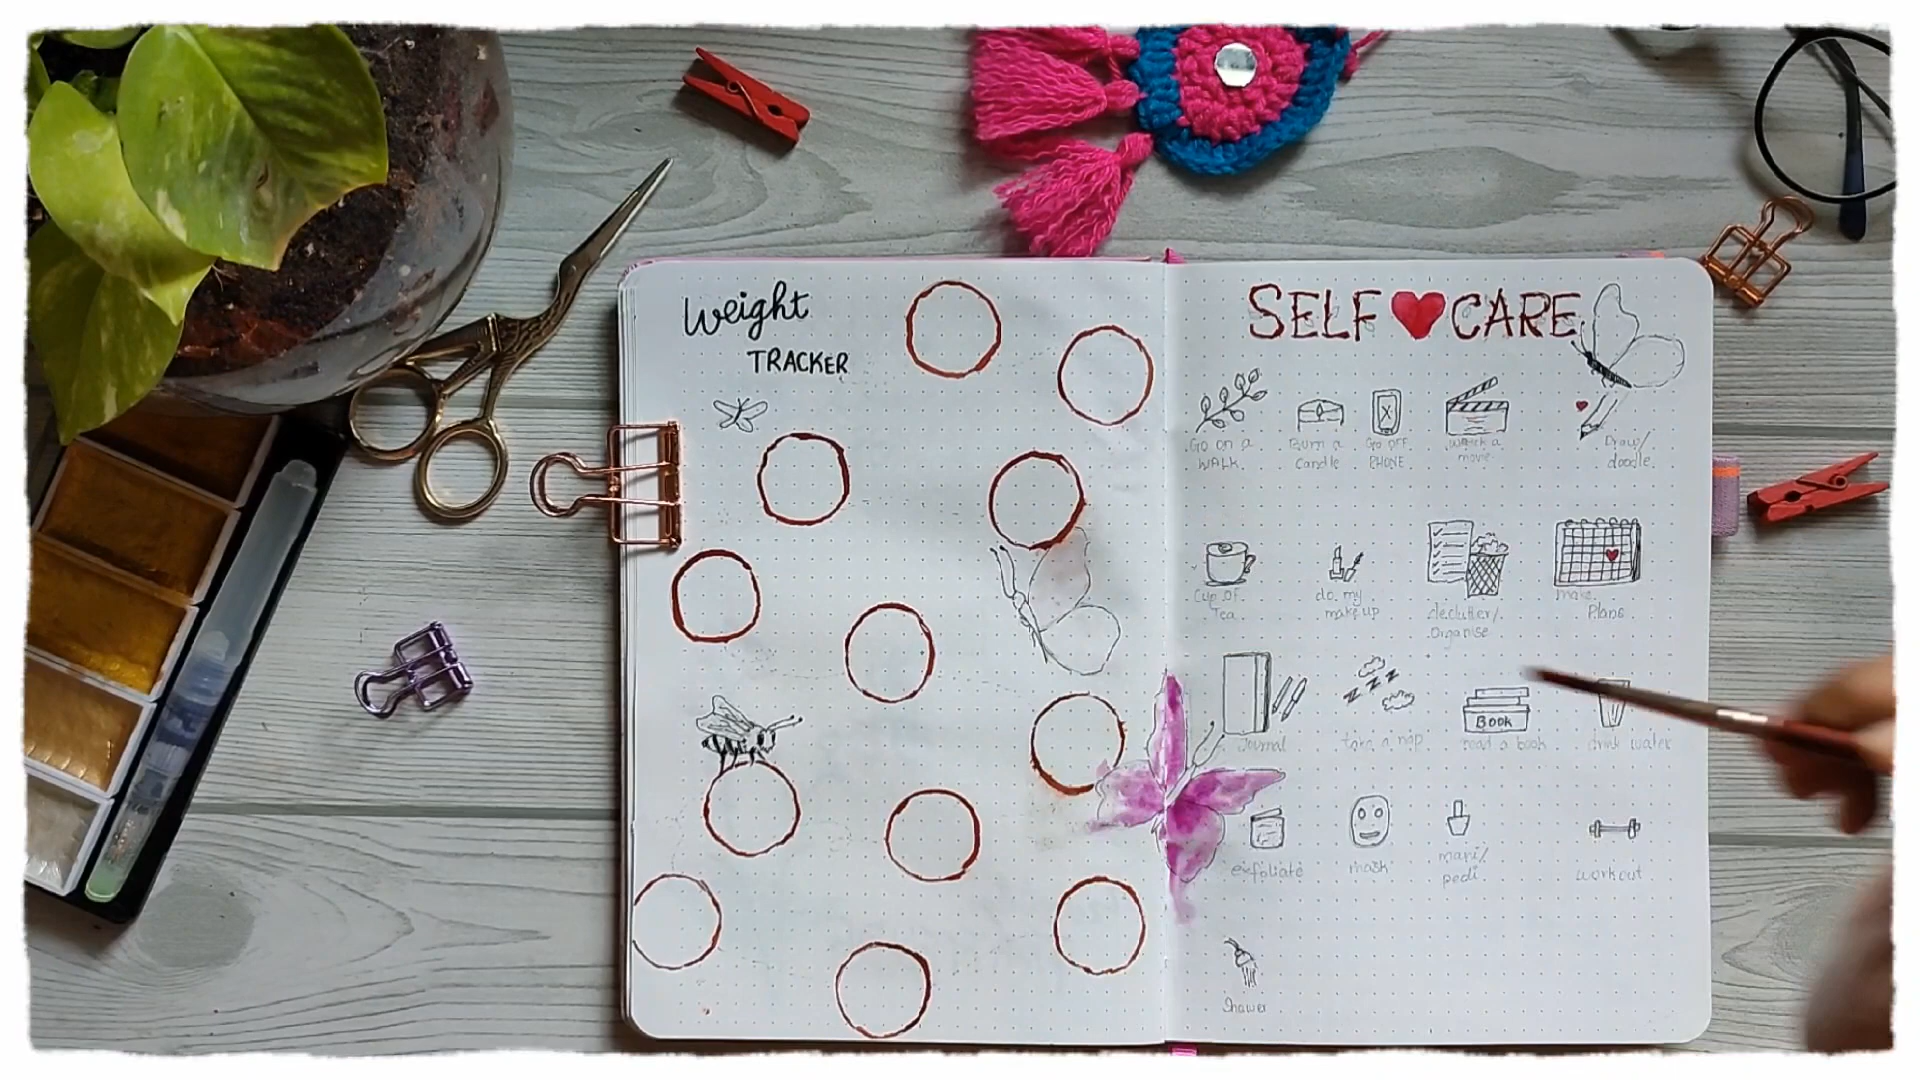 Weight
TRACKER
SELF CARE
Go on a
WALK.
Burn a
Candle
Go OFF
PHONE
X
Watch a
movie.
Draw/
doodle.
Cup of
Tea
do my
make up
declutter/
Organise
Make
Plans
Journal
z z z
take a nap
BOOK
read a book
drink water
exfoliate
mask
mani/
pedi
workout
Shower